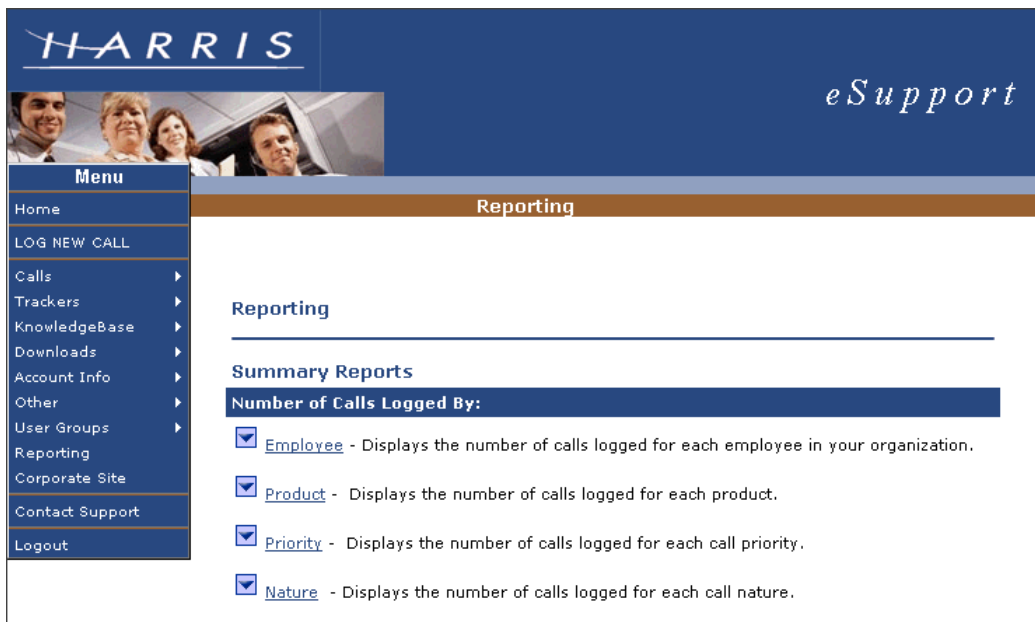 HARRIS
eSupport
Menu
Home
LOG NEW CALL
Calls
Trackers
KnowledgeBase
Downloads
Account Info
Other
User Groups
Reporting
Corporate Site
Contact Support
Logout
Reporting
Reporting
Summary Reports
Number of Calls Logged By:
Employee - Displays the number of calls logged for each employee in your organization.
Product - Displays the number of calls logged for each product.
Priority - Displays the number of calls logged for each call priority.
Nature - Displays the number of calls logged for each call nature.